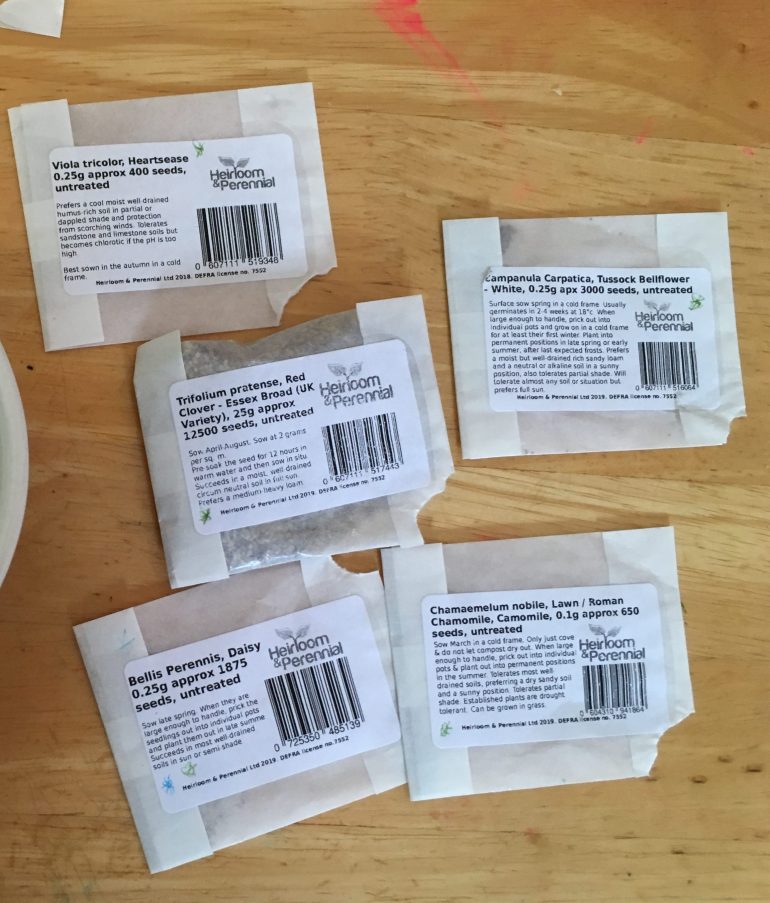 Viola tricolor, Heartsease
0.25g approx 400 seeds,
untreated
Heirloom
&Perennial
Prefers a cool moist well-drained
humus-rich soil in partial or
dappled shade and protection
from scorching winds. Tolerates
sandstone and limestone soils but
becomes chlorotic if the pH is too
high
Best sown in the autumn in a cold
frame.
0 607111 519348
Heirloom & Perennial Ltd 2018. DEFRA license no. 7552
Campanula Carpatica, Tussock Bellflower
- White, 0.25g apx 3000 seeds, untreated
Surface sow spring in a cold frame. Usually
germinates in 2-4 weeks at 18°c. When
large enough to handle, prick out into
individual pots and grow on in a cold frame
for at least their first winter. Plant into
permanent positions in late spring or early
summer, after last expected frosts. Prefers
a moist but well-drained rich sandy loam
and a neutral or alkaline soil in a sunny
position, also tolerates partial shade. Will
tolerate almost any soil or situation but
prefers full sun.
Heirloom
&Perennial
0 607111 516064
Heirloom & Perennial Ltd 2019. DEFRA license no. 7552
Trifolium pratense, Red
Clover - Essex Broad (UK
Variety), 25g approx
12500 seeds, untreated
Heirloom
&Perennial
Sow April-August. Sow at 2 grams
per sq. m.
Pre-soak the seed for 12 hours in
warm water and then sow in situ
Succeeds in a moist, well-drained
circum-neutral soil in full sun.
Prefers a medium-heavy loam
0 607111 517443
Heirloom & Perennial Ltd 2019. DEFRA license no. 7552
Bellis Perennis, Daisy
0.25g approx 1875
seeds, untreated
Heirloom
&Perennial
Sow late spring. When they are
large enough to handle, prick the
seedlings out into individual pots
and plant them out in late summer
Succeeds in most well-drained
soils in sun or semi-shade
0 725350 485139
Heirloom & Perennial Ltd 2019. DEFRA license no.7552
Chamaemelum nobile, Lawn / Roman
Chamomile, Camomile, 0.1g approx 650
seeds, untreated
Sow March in a cold frame. Only just cove
& do not let compost dry out. When large
enough to handle, prick out into individual
pots & plant out into permanent positions
in the summer. Tolerates most well-
drained soils, preferring a dry sandy soil
and a sunny position. Tolerates partial
shade. Established plants are drought
tolerant. Can be grown in grass.
Heirloom
&Perennial
941864
Heirloom & Perennial Ltd 2019. DEFRA license no. 7552